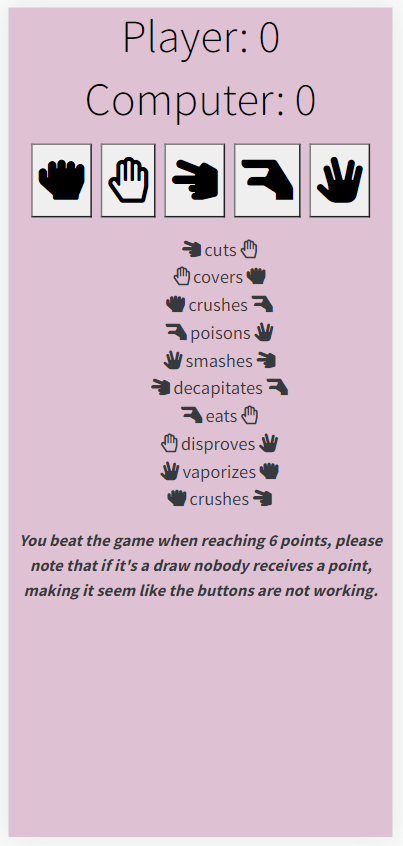 Player: 0
Computer: 0
cuts
covers
crushes
poisons
smashes
decapitates
eats
disproves
vaporizes
crushes
You beat the game when reaching 6 points, please
note that if it's a draw nobody receives a point,
making it seem like the buttons are not working.